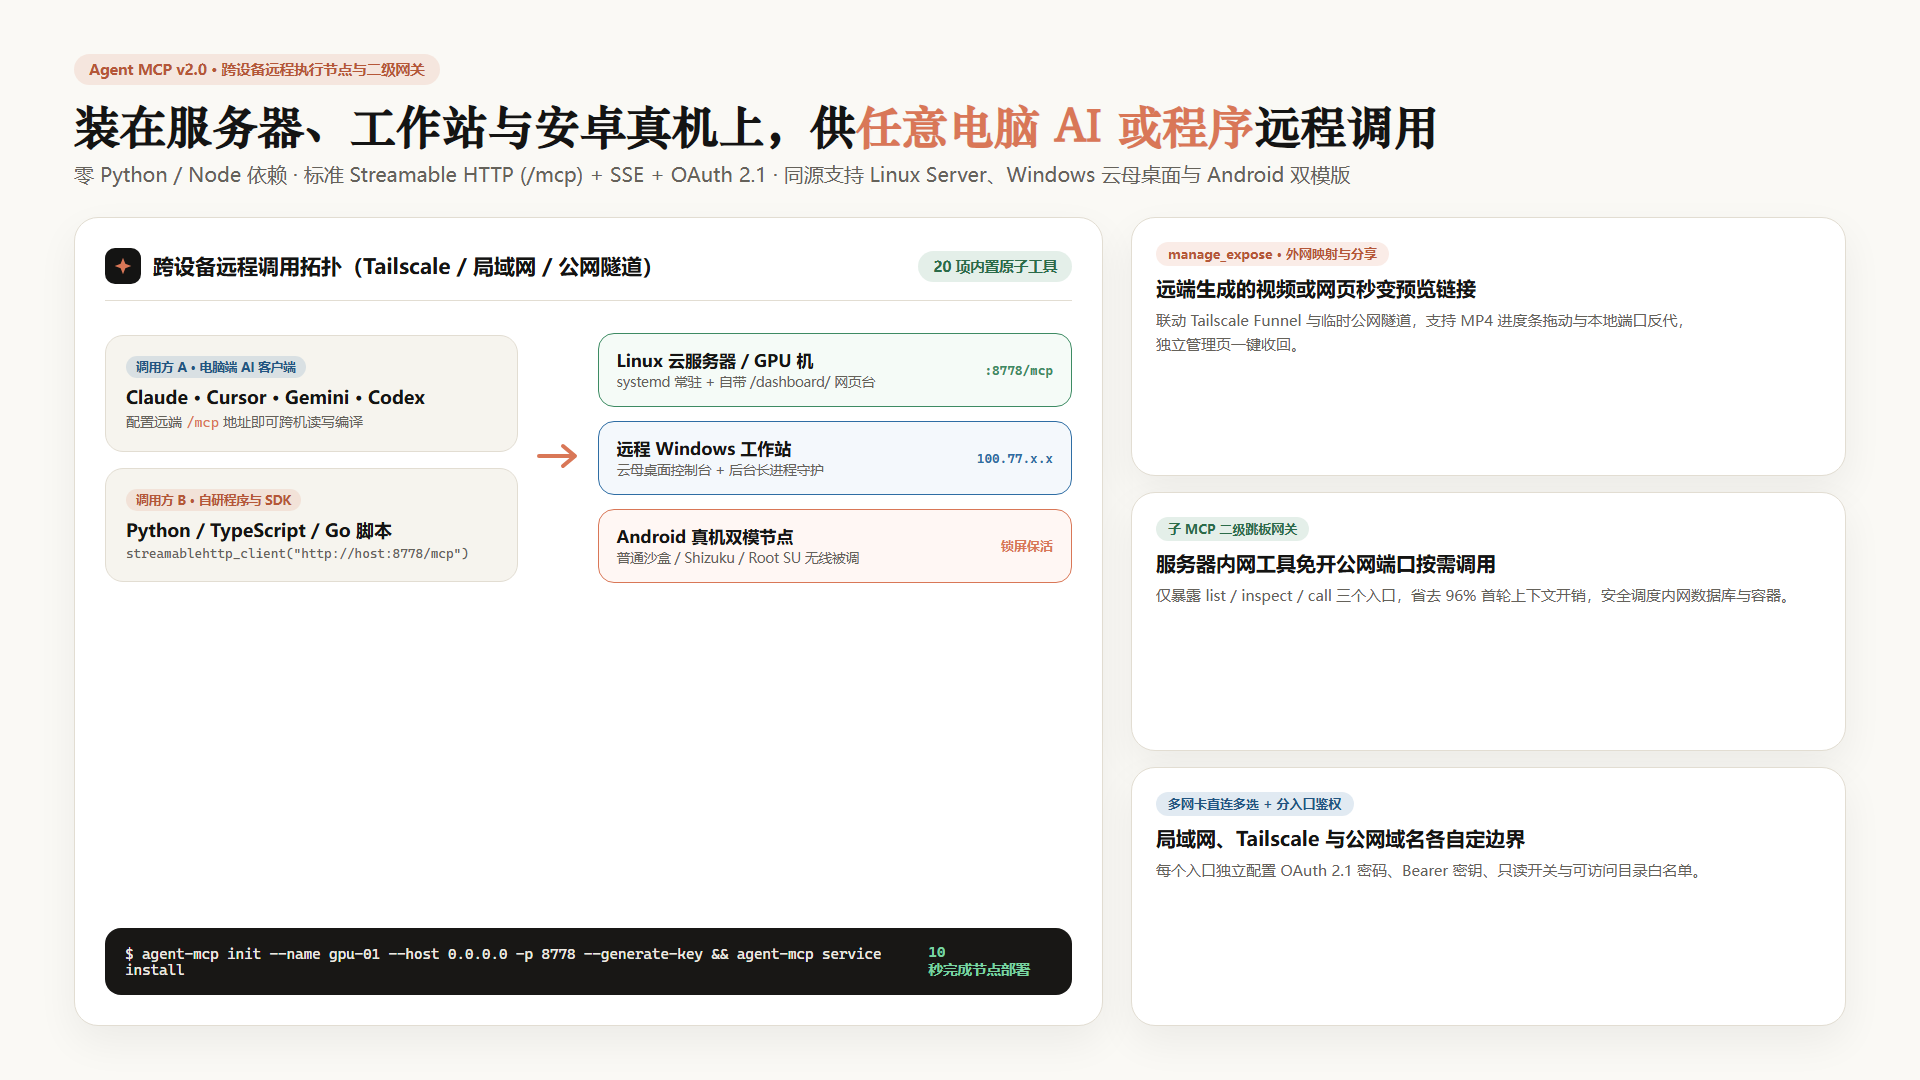 Agent MCP v2.0 • 跨设备远程执行节点与二级网关
装在服务器、工作站与安卓真机上，供任意电脑 AI 或程序远程调用
零 Python / Node 依赖 · 标准 Streamable HTTP (/mcp) + SSE + OAuth 2.1 · 同源支持 Linux Server、Windows 云母桌面与 Android 双模版
跨设备远程调用拓扑（Tailscale / 局域网 / 公网隧道）
20 项内置原子工具
调用方 A • 电脑端 AI 客户端
Claude • Cursor • Gemini • Codex
配置远端 /mcp 地址即可跨机读写编译
调用方 B • 自研程序与 SDK
Python / TypeScript / Go 脚本
streamablehttp_client("http://host:8778/mcp")
Linux 云服务器 / GPU 机
systemd 常驻 + 自带 /dashboard/ 网页台
:8778/mcp
远程 Windows 工作站
云母桌面控制台 + 后台长进程守护
100.77.x.x
Android 真机双模节点
普通沙盒 / Shizuku / Root SU 无线被调
锁屏保活
$ agent-mcp init --name gpu-01 --host 0.0.0.0 -p 8778 --generate-key && agent-mcp service
install
10
秒完成节点部署
manage_expose • 外网映射与分享
远端生成的视频或网页秒变预览链接
联动 Tailscale Funnel 与临时公网隧道，支持 MP4 进度条拖动与本地端口反代，
独立管理页一键收回。
子 MCP 二级跳板网关
服务器内网工具免开公网端口按需调用
仅暴露 list / inspect / call 三个入口，省去 96% 首轮上下文开销，安全调度内网数据库与容器。
多网卡直连多选 + 分入口鉴权
局域网、Tailscale 与公网域名各自定边界
每个入口独立配置 OAuth 2.1 密码、Bearer 密钥、只读开关与可访问目录白名单。